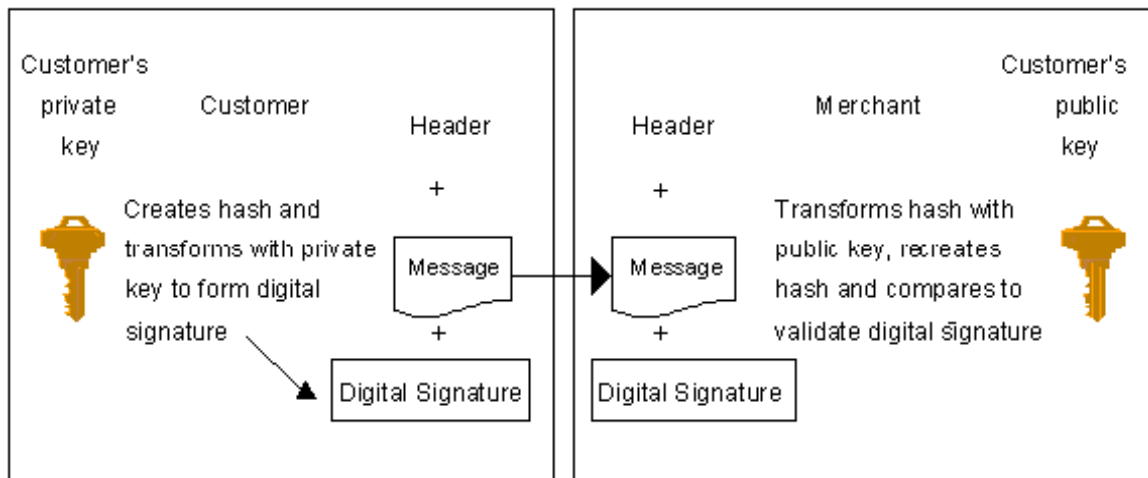 Customer's
private
key
Customer
Header
+
Creates hash and
transforms with private
key to form digital
signature
Message
+
Digital Signature
Header
+
Message
+
Digital Signature
Merchant
Transforms hash with
public key, recreates
hash and compares to
validate digital signature
Customer's
public
key